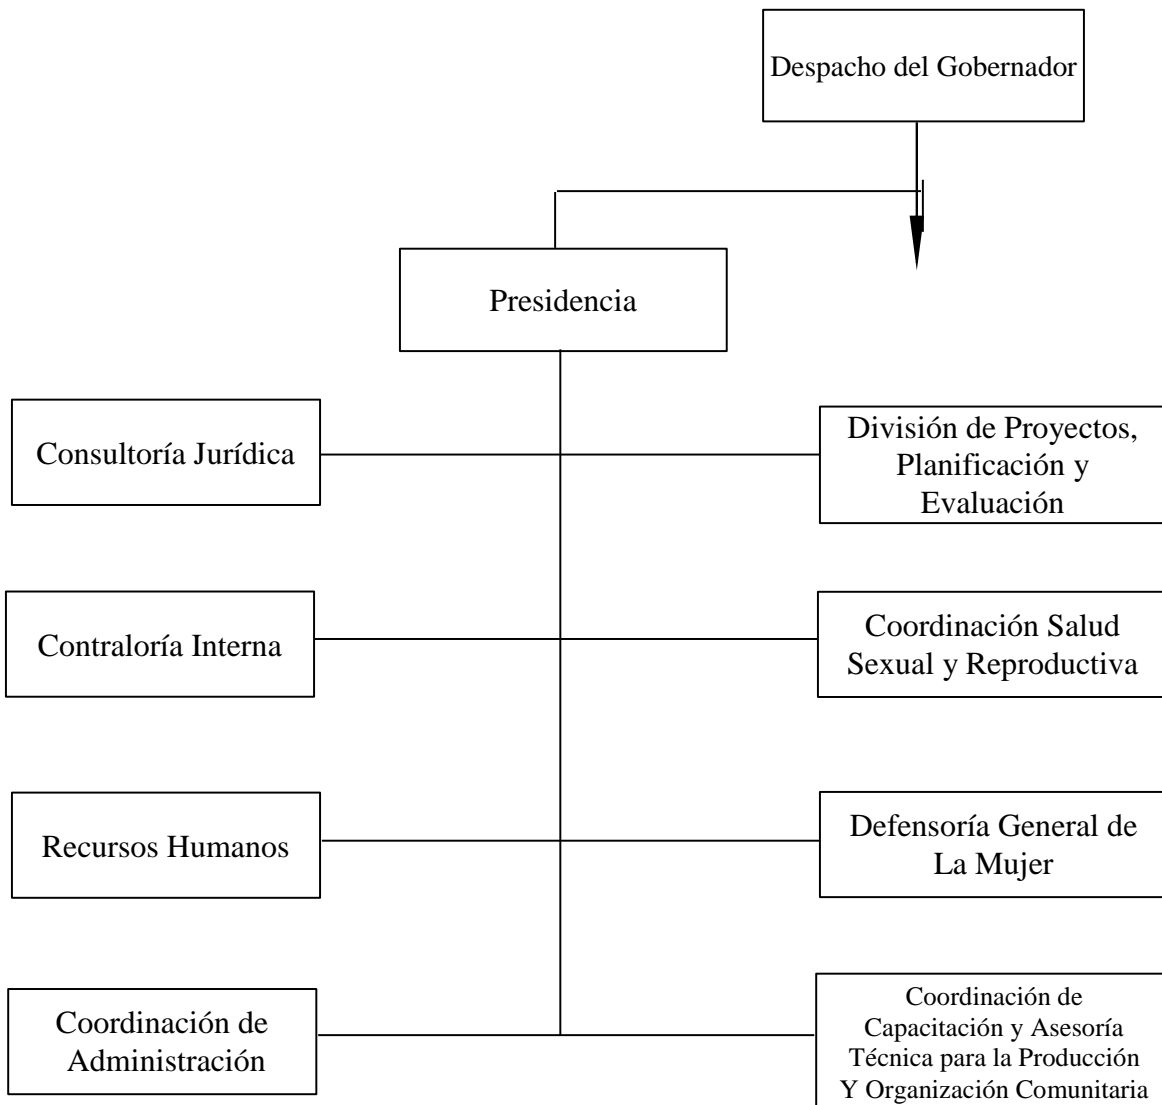 Despacho del Gobernador
Presidencia
Consultoría Jurídica
División de Proyectos,
Planificación y
Evaluación
Contraloría Interna
Coordinación Salud
Sexual y Reproductiva
Recursos Humanos
Defensoría General de
La Mujer
Coordinación de
Administración
Coordinación de
Capacitación y Asesoría
Técnica para la Producción
Y Organización Comunitaria